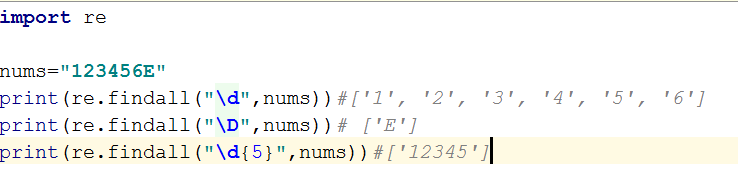 import re
nums="123456E"
print(re.findall("\d",nums))#['1', '2', '3', '4', '5', '6']
print(re.findall("\D",nums))# ['E']
print(re.findall("\d{5}",nums))#['12345']